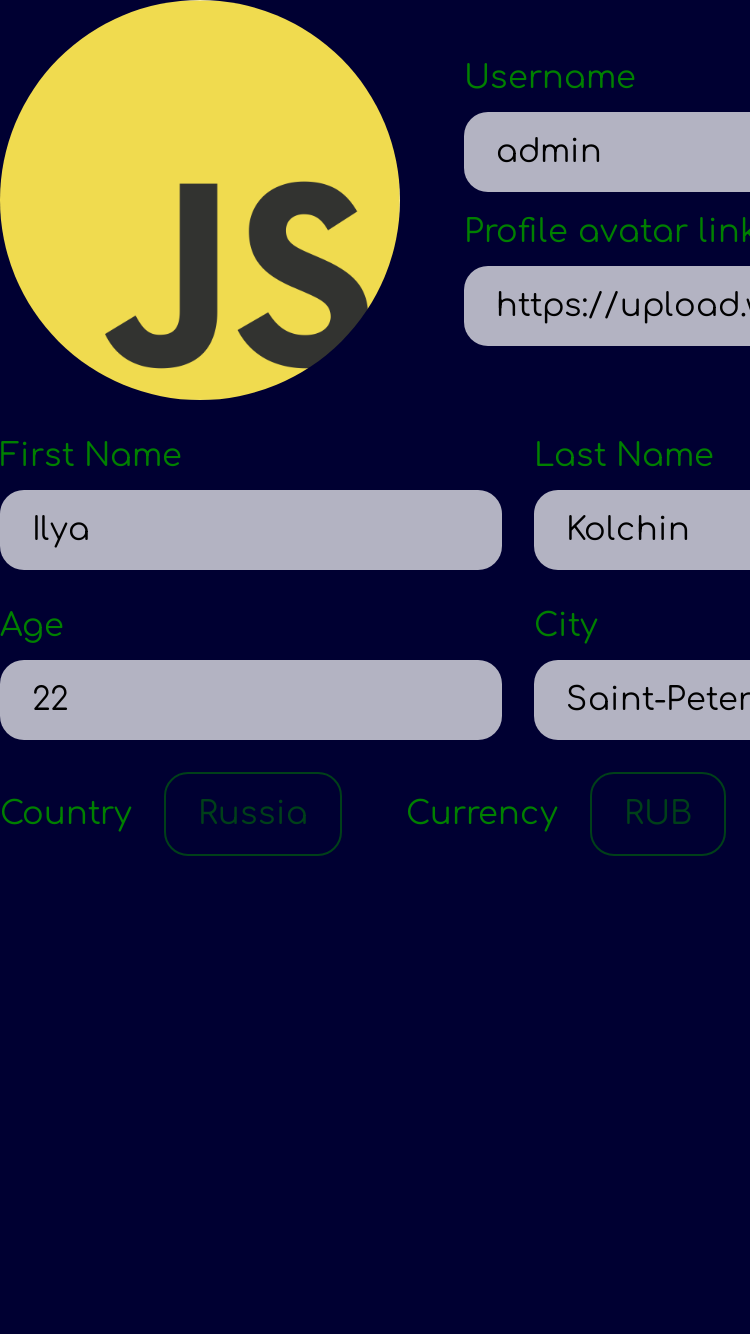 JS
Username
admin
Profile avatar link
https://upload.
First Name
Last Name
Ilya
Kolchin
Age
City
22
Saint-Peter
Country
Russia
Currency
RUB